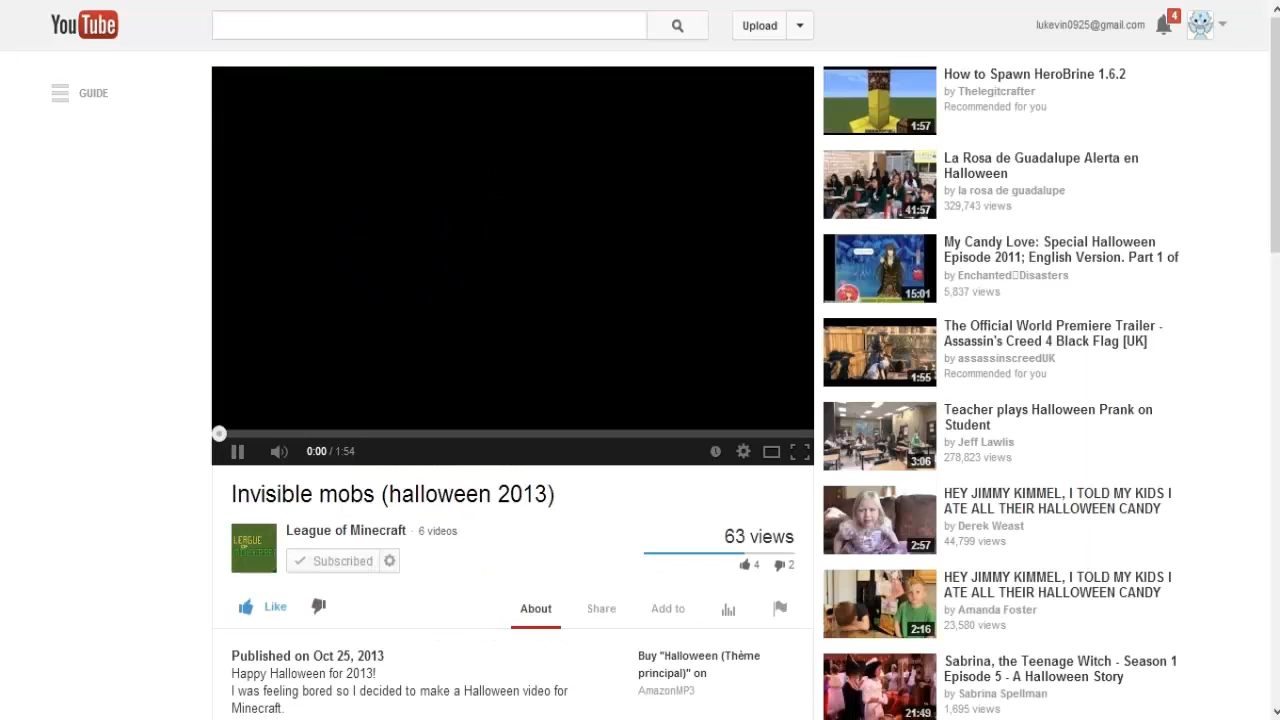 YouTube
Upload
lukevin0925@gmail.com
4
GUIDE
0:00 / 1:54
Invisible mobs (halloween 2013)
LEAGUE
OF
League of Minecraft · 6 videos
Subscribed
63 views
4 2
Like
About Share Add to
Published on Oct 25, 2013
Happy Halloween for 2013!
I was feeling bored so I decided to make a Halloween video for
Minecraft.
Buy "Halloween (Thème
principal)" on
AmazonMP3
1:57
How to Spawn HeroBrine 1.6.2
by Thelegitcrafter
Recommended for you
41:57
La Rosa de Guadalupe Alerta en
Halloween
by la rosa de guadalupe
329,743 views
15:01
My Candy Love: Special Halloween
Episode 2011; English Version. Part 1 of
by Enchanted□Disasters
5,837 views
1:55
The Official World Premiere Trailer -
Assassin's Creed 4 Black Flag [UK]
by assassinscreedUK
Recommended for you
3:06
Teacher plays Halloween Prank on
Student
by Jeff Lawlis
278,823 views
2:57
HEY JIMMY KIMMEL, I TOLD MY KIDS I
ATE ALL THEIR HALLOWEEN CANDY
by Derek Weast
44,799 views
2:16
HEY JIMMY KIMMEL, I TOLD MY KIDS I
ATE ALL THEIR HALLOWEEN CANDY
by Amanda Foster
23,580 views
21:49
Sabrina, the Teenage Witch - Season 1
Episode 5 - A Halloween Story
by Sabrina Spellman
1,695 views